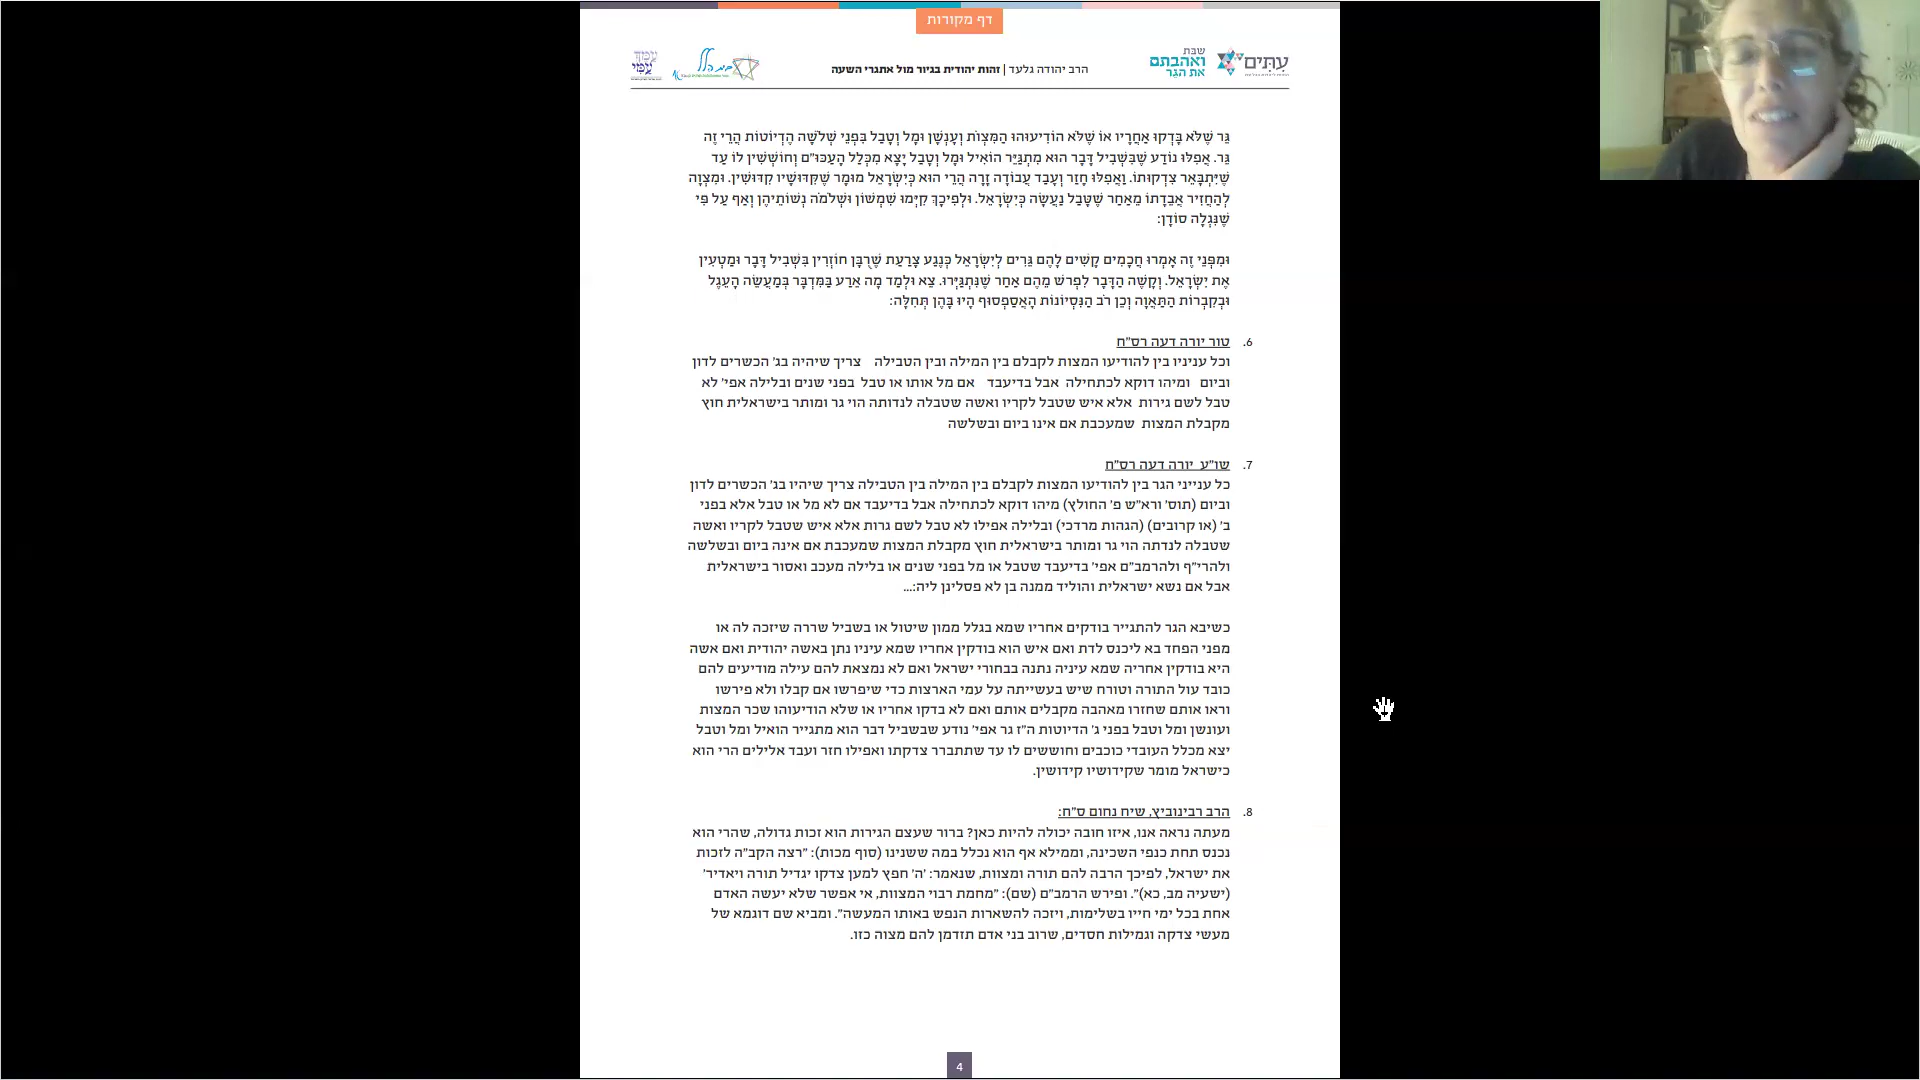 דף מקורות
עתים
שבת
ואהבתם
את הגר
הרב יהודה גלעד | זהות יהודית בגיור מול אתגרי השעה
גֵּר שֶׁלֹּא בָּדְקוּ אַחֲרָיו אוֹ שֶׁלֹּא הוֹדִיעוּהוּ הַמִּצְוֹת וְעָנְשָׁן וּמָל וְטָבַל בִּפְנֵי שְׁלֹשָׁה הֶדְיוֹטוֹת הֲרֵי זֶה
גֵּר. אֲפִלּוּ נוֹדַע שֶׁבִּשְׁבִיל דָּבָר הוּא מִתְגַּיֵּר הוֹאִיל וּמָל וְטָבַל יָצָא מִכְּלַל הָעַכּוּ"ם וְחוֹשְׁשִׁין לוֹ עַד
שֶׁיִּתְבָּאֵר צִדְקוּתוֹ. וַאֲפִלּוּ חָזַר וְעָבַד עֲבוֹדָה זָרָה הֲרֵי הוּא כְּיִשְׂרָאֵל מוּמָר שֶׁקִּדּוּשָׁיו קִדּוּשִׁין. וּמִצְוָה
לְהַחֲזִיר אֲבֵדָתוֹ מֵאַחַר שֶׁטָּבַל נַעֲשָׂה כְּיִשְׂרָאֵל. וּלְפִיכָךְ קִיְּמוּ שִׁמְשׁוֹן וּשְׁלֹמֹה נְשׁוֹתֵיהֶן וְאַף עַל פִּי
שֶׁנִּגְלָה סוֹדָן:
וּמִפְּנֵי זֶה אָמְרוּ חֲכָמִים קָשִׁים לָהֶם גֵּרִים לְיִשְׂרָאֵל כְּנֶגַע צָרַעַת שֶׁרֻבָּן חוֹזְרִין בִּשְׁבִיל דָּבָר וּמַטְעִין
אֶת יִשְׂרָאֵל. וְקָשֶׁה הַדָּבָר לִפְרֹשׁ מֵהֶם אַחַר שֶׁנִּתְגַּיְּרוּ. צֵא וּלְמַד מָה אֵרַע בַּמִּדְבָּר בְּמַעֲשֵׂה הָעֵגֶל
וּבְקִבְרוֹת הַתַּאֲוָה וְכֵן רֹב הַנִּסְיוֹנוֹת הָאֲסַפְסוּף הָיוּ בָּהֶן תְּחִלָּה:
6. טור יורה דעה רס"ח
וכל עניניו בין להודיעו המצות לקבלם בין המילה ובין הטבילה צריך שיהיה בג' הכשרים לדון
וביום ומיהו דוקא לכתחילה אבל בדיעבד אם מל אותו או טבל בפני שנים ובלילה אפי' לא
טבל לשם גירות אלא איש שטבל לקריו ואשה שטבלה לנדותה הוי גר ומותר בישראלית חוץ
מקבלת המצות שמעכבת אם אינו ביום ובשלשה
7. שו"ע יורה דעה רס"ח
כל ענייני הגר בין להודיעו המצות לקבלם בין המילה בין הטבילה צריך שיהיו בג' הכשרים לדון
וביום (תוס' ורא"ש פ' החולץ) מיהו דוקא לכתחילה אבל בדיעבד אם לא מל או טבל אלא בפני
ב' (או קרובים) (הגהות מרדכי) ובלילה אפילו לא טבל לשם גרות אלא איש שטבל לקריו ואשה
שטבלה לנדתה הוי גר ומותר בישראלית חוץ מקבלת המצות שמעכבת אם אינה ביום ובשלשה
ולהרי"ף ולהרמב"ם אפי' בדיעבד שטבל או מל בפני שנים או בלילה מעכב ואסור בישראלית
אבל אם נשא ישראלית והוליד ממנה בן לא פסלינן ליה:...
כשיבא הגר להתגייר בודקים אחריו שמא בגלל ממון שיטול או בשביל שררה שיזכה לה או
מפני הפחד בא ליכנס לדת ואם איש הוא בודקין אחריו שמא עיניו נתן באשה יהודית ואם אשה
היא בודקין אחריה שמא עיניה נתנה בבחורי ישראל ואם לא נמצאת להם עילה מודיעים להם
כובד עול התורה וטורח שיש בעשייתה על עמי הארצות כדי שיפרשו אם קבלו ולא פירשו
וראו אותם שחזרו מאהבה מקבלים אותם ואם לא בדקו אחריו או שלא הודיעוהו שכר המצות
ועונשן ומל וטבל בפני ג' הדיוטות ה"ז גר אפי' נודע שבשביל דבר הוא מתגייר הואיל ומל וטבל
יצא מכלל העובדי כוכבים וחוששים לו עד שתתברר צדקתו ואפילו חזר ועבד אלילים הרי הוא
כישראל מומר שקידושיו קידושין.
8. הרב רבינוביץ, שיח נחום ס"ח:
מעתה נראה אנו, איזו חובה יכולה להיות כאן? ברור שעצם הגירות הוא זכות גדולה, שהרי הוא
נכנס תחת כנפי השכינה, וממילא אף הוא נכלל במה ששנינו (סוף מכות): "רצה הקב"ה לזכות
את ישראל, לפיכך הרבה להם תורה ומצוות, שנאמר: 'ה' חפץ למען צדקו יגדיל תורה ויאדיר'
(ישעיה מב, כא)". ופירש הרמב"ם (שם): "מחמת רבוי המצוות, אי אפשר שלא יעשה האדם
אחת בכל ימי חייו בשלימות, ויזכה להשארות הנפש באותו המעשה". ומביא שם דוגמא של
מעשי צדקה וגמילות חסדים, שרוב בני אדם תזדמן להם מצוה כזו.
4